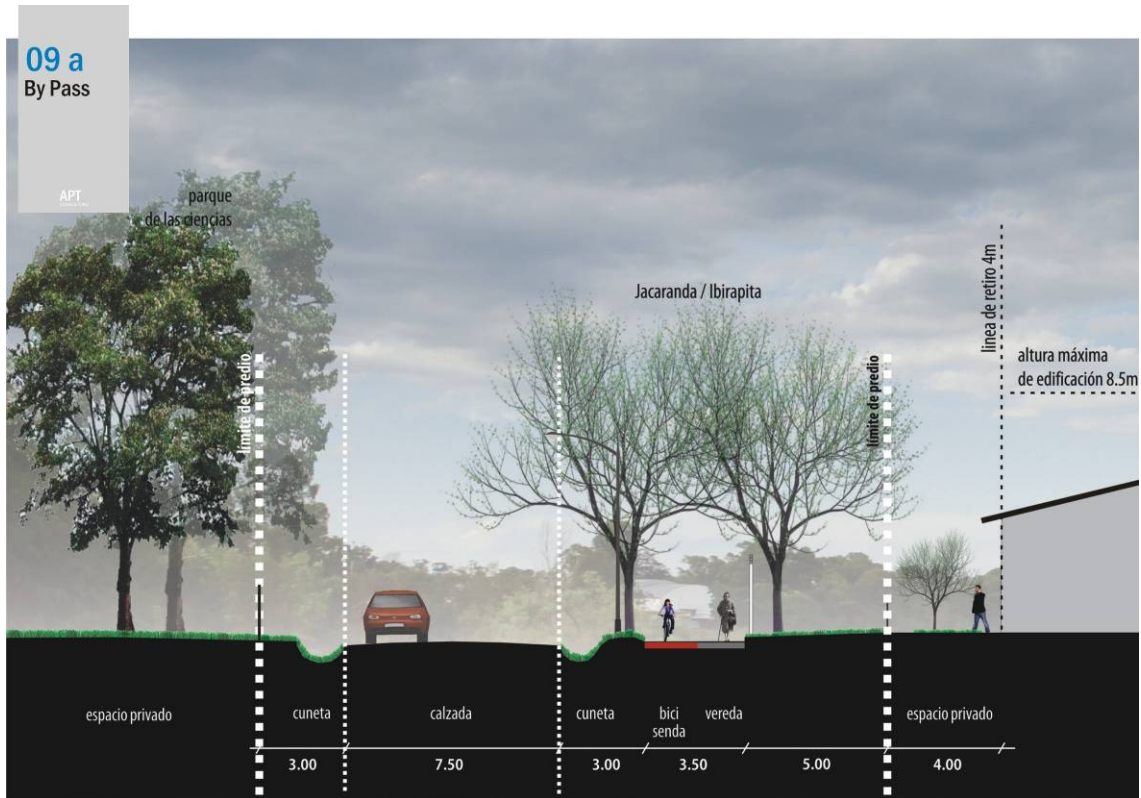 09 a
By Pass
APT
parque
de las ciencias
Jacaranda / Ibirapita
límite de predio
límite de predio
linea de retiro 4m
altura máxima
de edificación 8.5m
espacio privado
cuneta
calzada
cuneta
bici
senda
vereda
espacio privado
3.00
7.50
3.00
3.50
5.00
4.00